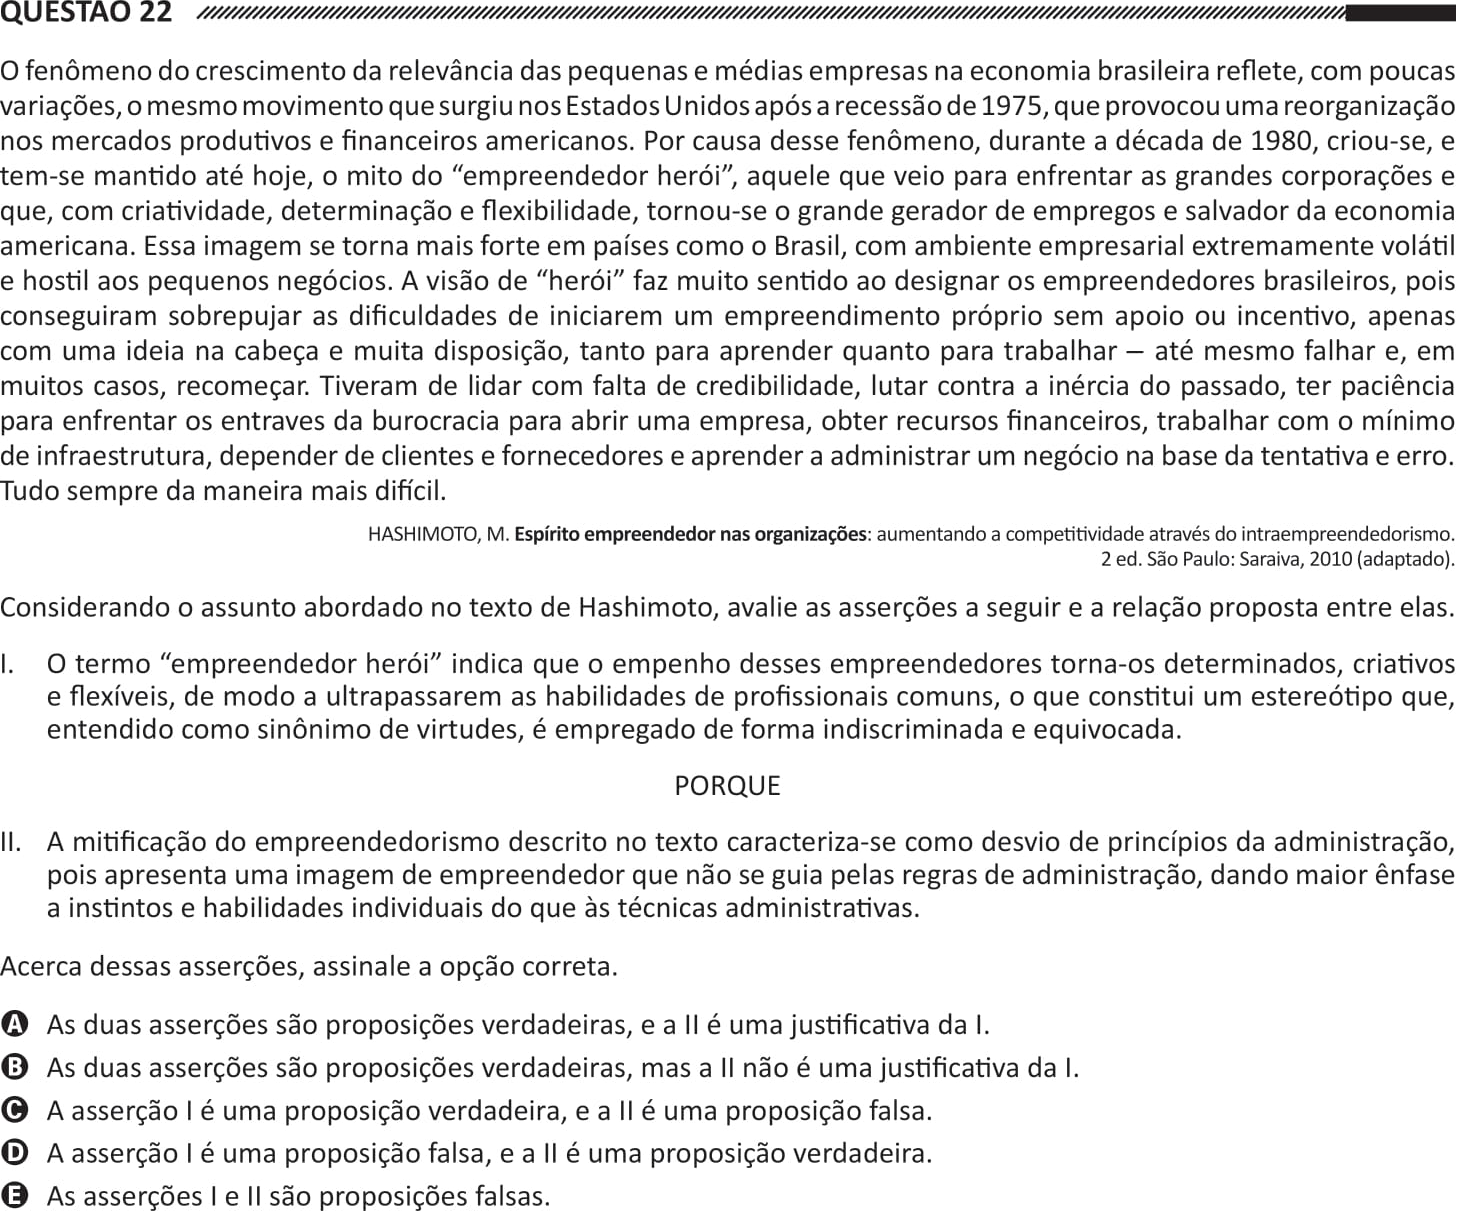 QUESTÃO 22
O fenômeno do crescimento da relevância das pequenas e médias empresas na economia brasileira reflete, com poucas
variações, o mesmo movimento que surgiu nos Estados Unidos após a recessão de 1975, que provocou uma reorganização
nos mercados produtivos e financeiros americanos. Por causa desse fenômeno, durante a década de 1980, criou-se, e
tem-se mantido até hoje, o mito do “empreendedor herói”, aquele que veio para enfrentar as grandes corporações e
que, com criatividade, determinação e flexibilidade, tornou-se o grande gerador de empregos e salvador da economia
americana. Essa imagem se torna mais forte em países como o Brasil, com ambiente empresarial extremamente volátil
e hostil aos pequenos negócios. A visão de “herói” faz muito sentido ao designar os empreendedores brasileiros, pois
conseguiram sobrepujar as dificuldades de iniciarem um empreendimento próprio sem apoio ou incentivo, apenas
com uma ideia na cabeça e muita disposição, tanto para aprender quanto para trabalhar – até mesmo falhar e, em
muitos casos, recomeçar. Tiveram de lidar com falta de credibilidade, lutar contra a inércia do passado, ter paciência
para enfrentar os entraves da burocracia para abrir uma empresa, obter recursos financeiros, trabalhar com o mínimo
de infraestrutura, depender de clientes e fornecedores e aprender a administrar um negócio na base da tentativa e erro.
Tudo sempre da maneira mais difícil.
HASHIMOTO, M. Espírito empreendedor nas organizações: aumentando a competitividade através do intraempreendedorismo.
2 ed. São Paulo: Saraiva, 2010 (adaptado).
Considerando o assunto abordado no texto de Hashimoto, avalie as asserções a seguir e a relação proposta entre elas.
I. O termo “empreendedor herói” indica que o empenho desses empreendedores torna-os determinados, criativos
e flexíveis, de modo a ultrapassarem as habilidades de profissionais comuns, o que constitui um estereótipo que,
entendido como sinônimo de virtudes, é empregado de forma indiscriminada e equivocada.
PORQUE
II. A mitificação do empreendedorismo descrito no texto caracteriza-se como desvio de princípios da administração,
pois apresenta uma imagem de empreendedor que não se guia pelas regras de administração, dando maior ênfase
a instintos e habilidades individuais do que às técnicas administrativas.
Acerca dessas asserções, assinale a opção correta.
A As duas asserções são proposições verdadeiras, e a II é uma justificativa da I.
B As duas asserções são proposições verdadeiras, mas a II não é uma justificativa da I.
C A asserção I é uma proposição verdadeira, e a II é uma proposição falsa.
D A asserção I é uma proposição falsa, e a II é uma proposição verdadeira.
E As asserções I e II são proposições falsas.